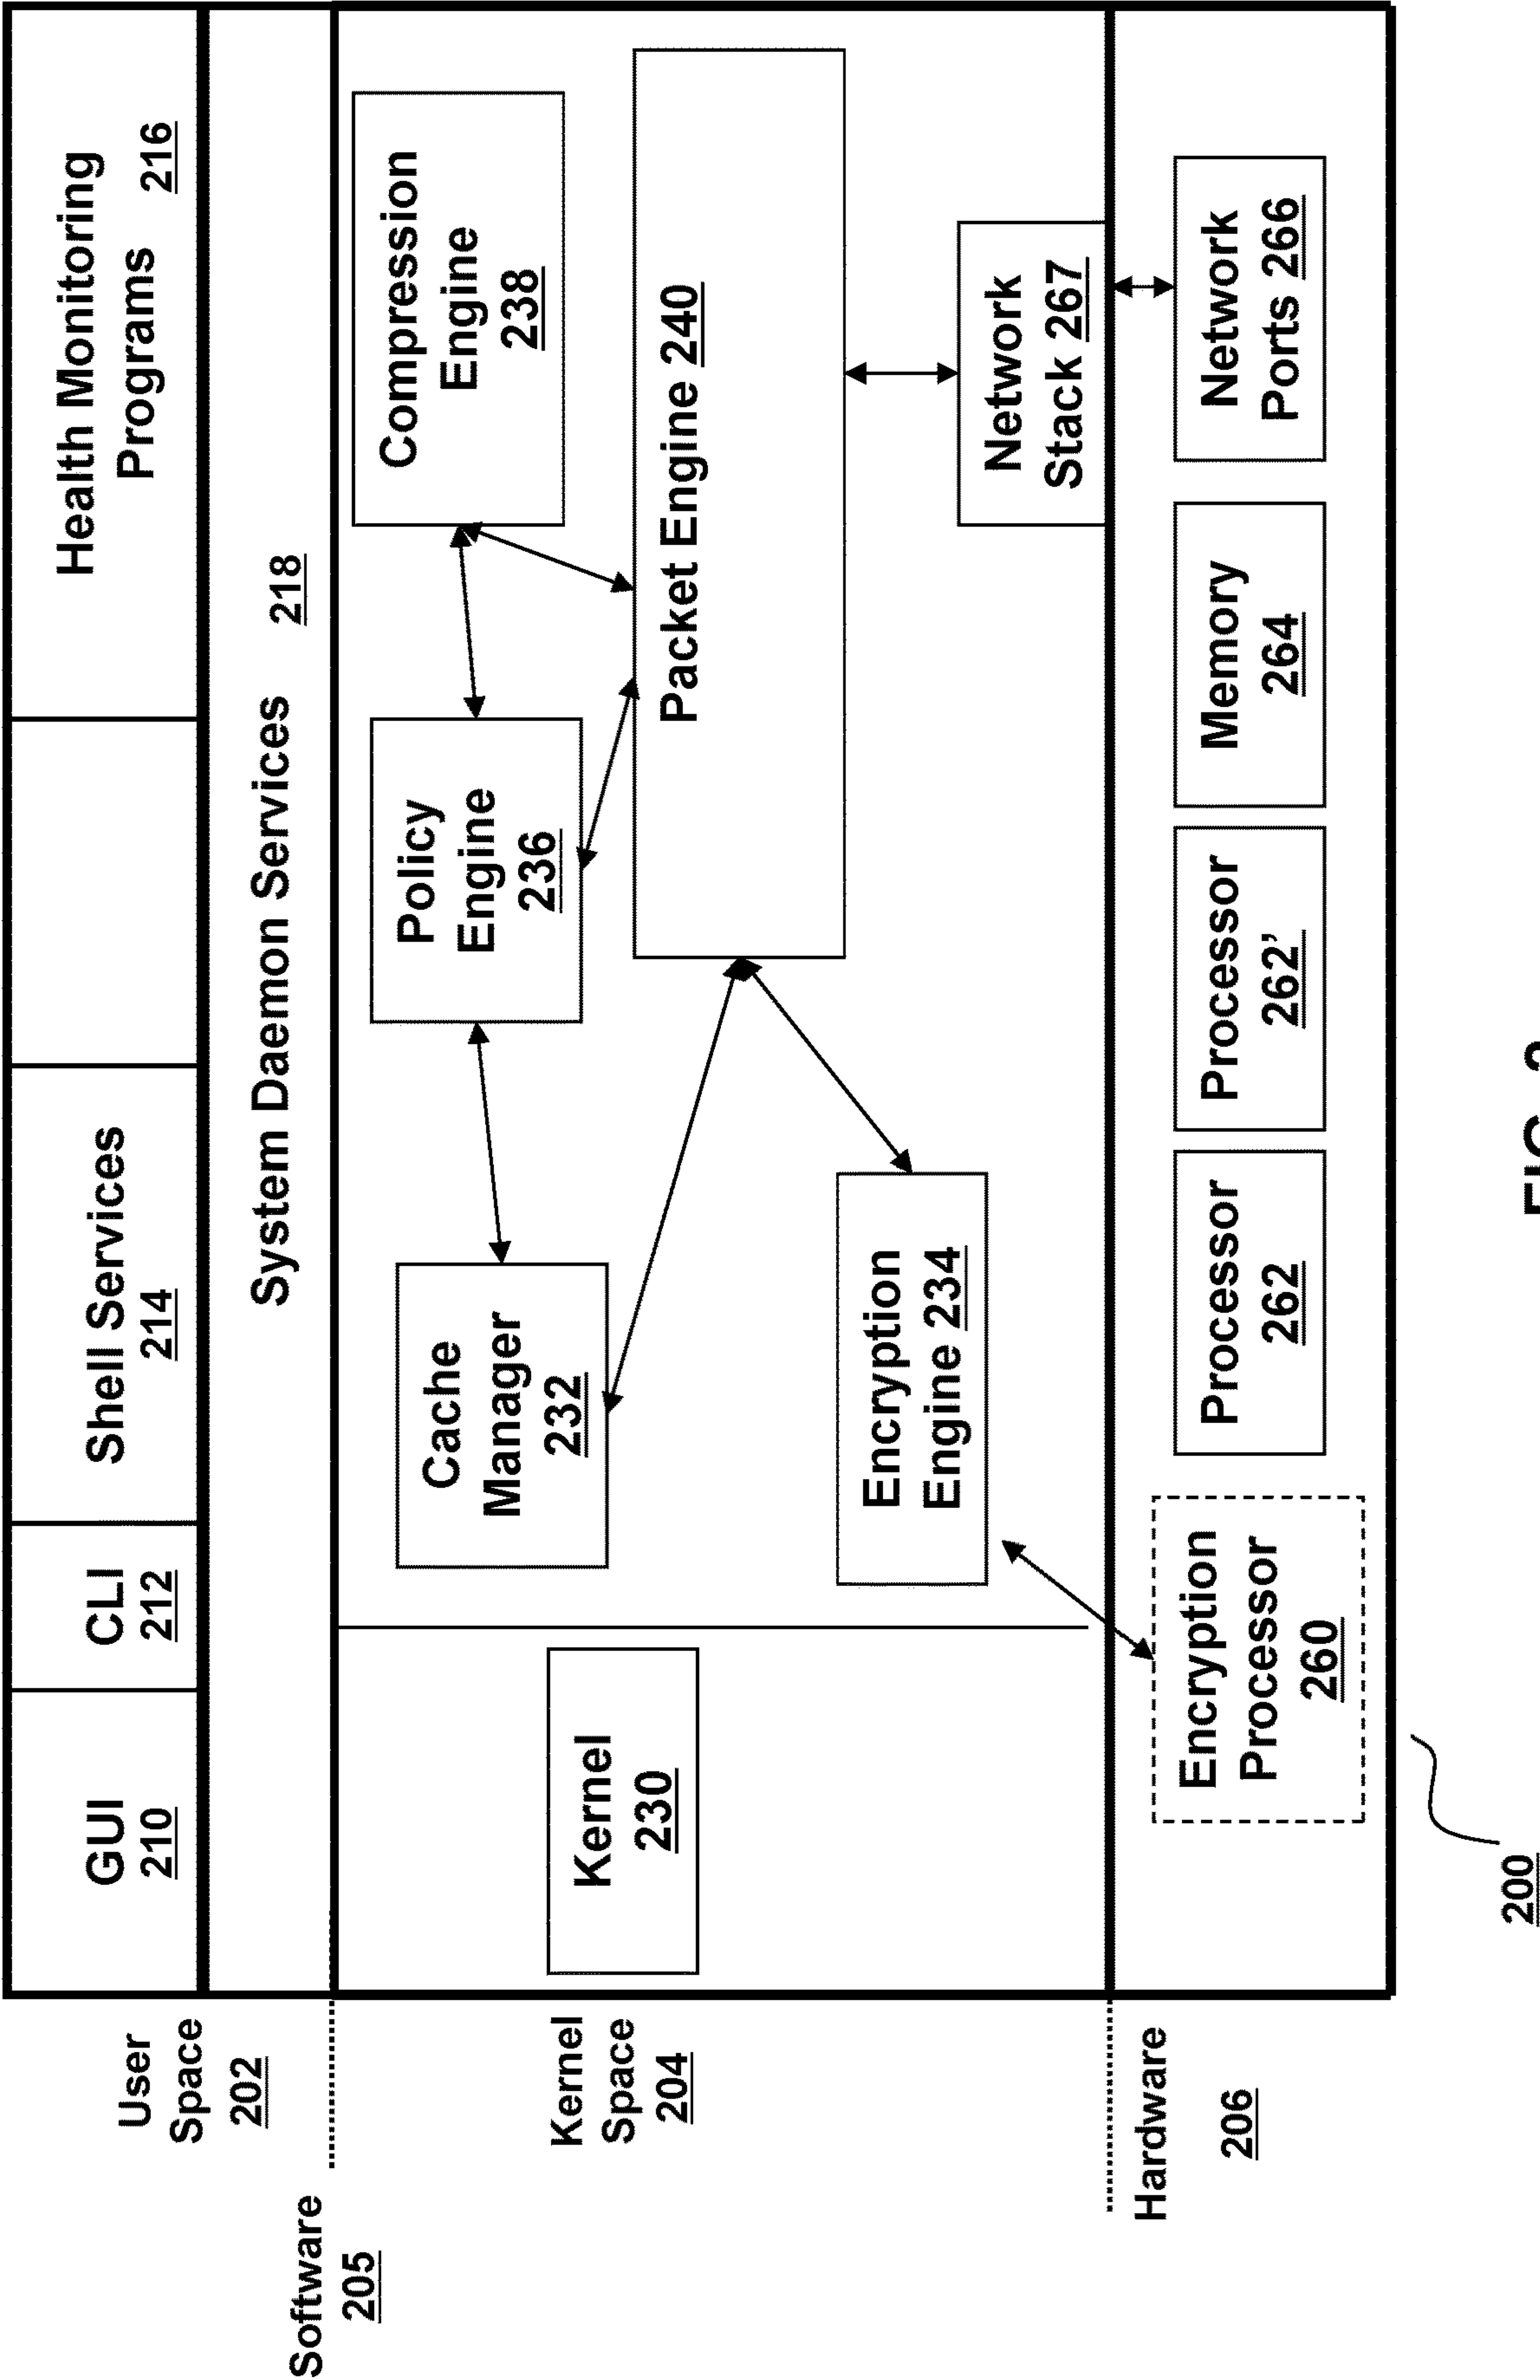 User
Space
202
GUI
210
CLI
212
Shell Services
214
Health Monitoring
Programs 216
System Daemon Services 218
Software
205
Kernel
Space
204
Kernel
230
Cache
Manager
232
Policy
Engine
236
Compression
Engine
238
Packet Engine 240
Encryption
Engine 234
Network
Stack 267
Hardware
206
Encryption
Processor
260
Processor
262
Processor
262’
Memory
264
Network
Ports 266
200